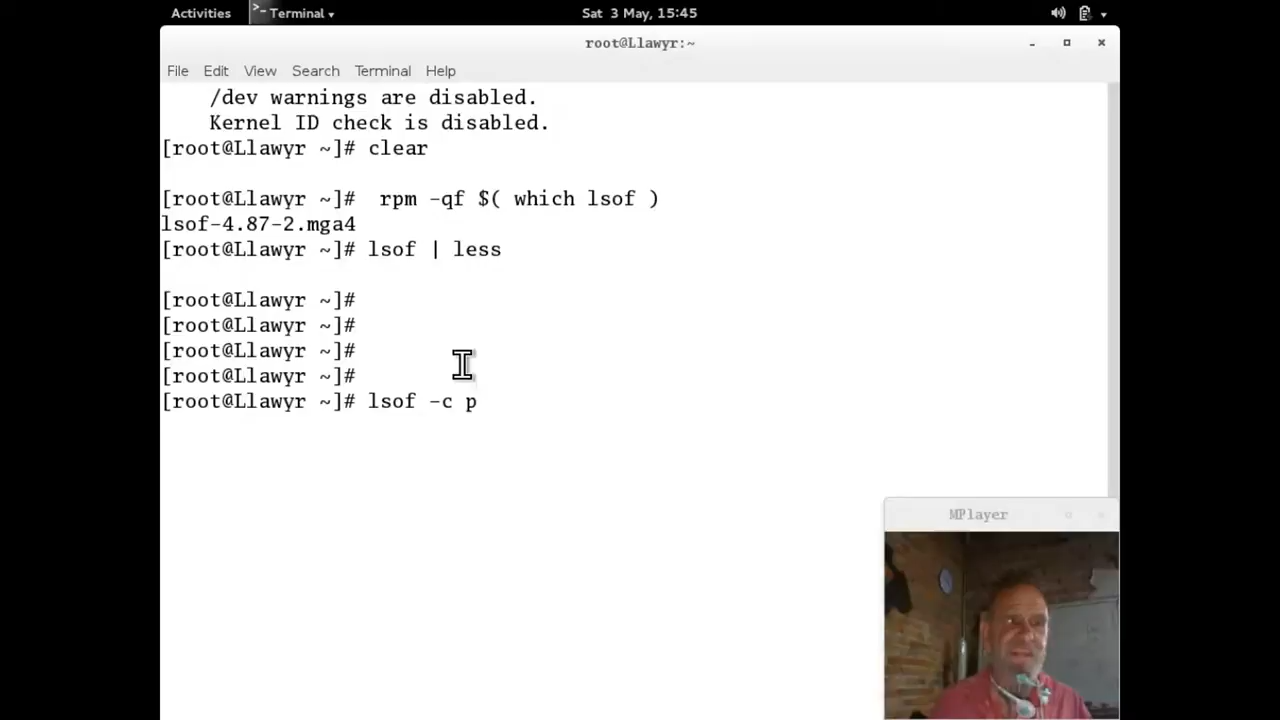 Activities
Terminal
Sat 3 May, 15:45
root@Llawyr:~
File Edit View Search Terminal Help
/dev warnings are disabled.
Kernel ID check is disabled.
[root@Llawyr ~]# clear
[root@Llawyr ~]#  rpm -qf $( which lsof )
lsof-4.87-2.mga4
[root@Llawyr ~]# lsof | less
[root@Llawyr ~]#
[root@Llawyr ~]#
[root@Llawyr ~]#
[root@Llawyr ~]#
[root@Llawyr ~]# lsof -c p
MPlayer